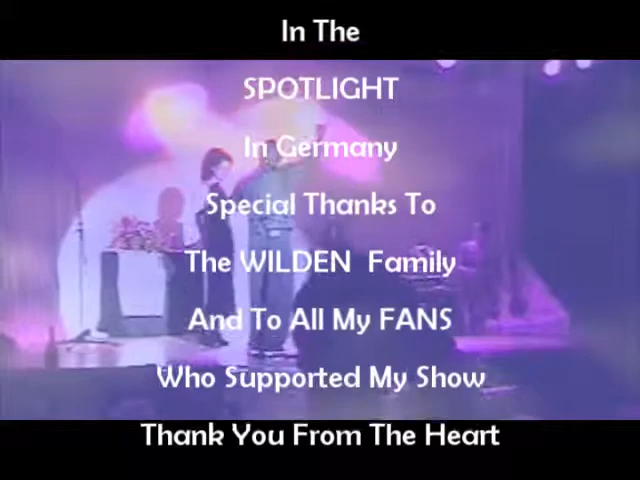 In The
SPOTLIGHT
In Germany
Special Thanks To
The WILDEN Family
And To All My FANS
Who Supported My Show
Thank You From The Heart